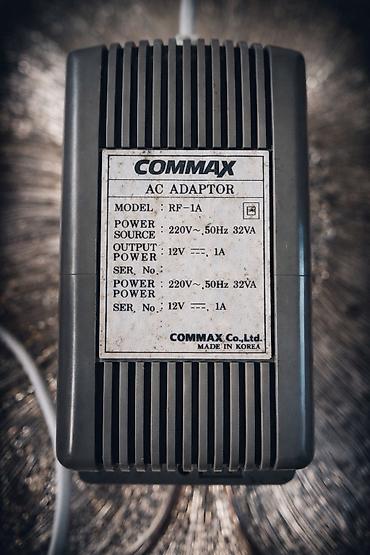 COMMAX
AC ADAPTOR
MODEL : RF-1A
POWER SOURCE : 220V~, 50Hz 32VA
OUTPUT POWER : 12V ⎓, 1A
SER. No. :
POWER POWER : 220V~, 50Hz 32VA
SER. No. : 12V ⎓, 1A
COMMAX Co.,Ltd.
MADE IN KOREA